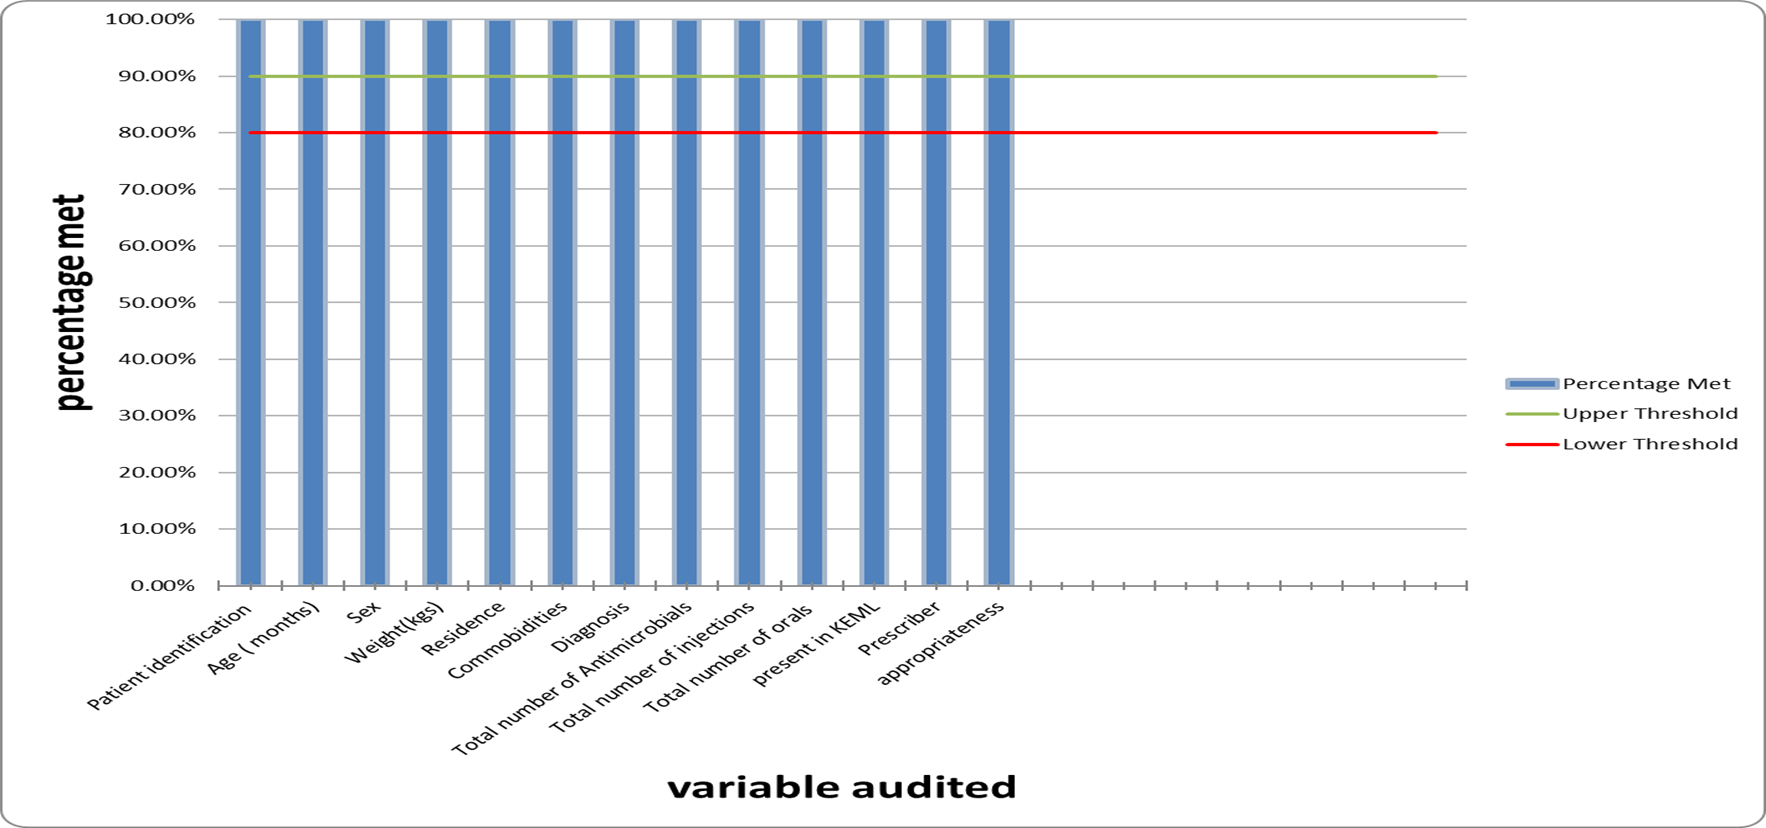 100.00%
90.00%
80.00%
70.00%
60.00%
50.00%
40.00%
30.00%
20.00%
10.00%
0.00%
percentage met
Patient identification
Age ( months)
Sex
Weight(kgs)
Residence
Commobidities
Diagnosis
Total number of Antimicrobials
Total number of injections
Total number of orals
present in KEML
Prescriber
appropriateness
variable audited
Percentage Met
Upper Threshold
Lower Threshold